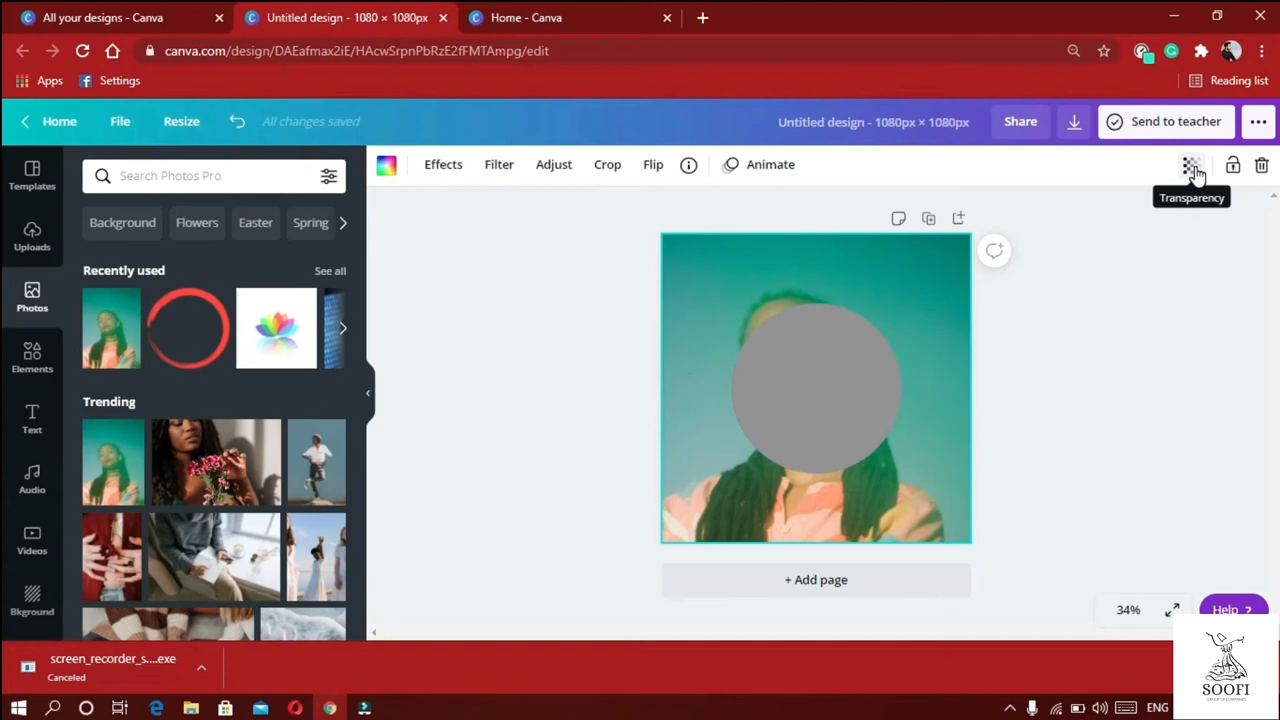 All your designs - Canva
Untitled design - 1080 × 1080px
Home - Canva
canva.com/design/DAEafmax2iE/HAcwSrpnPbRzE2fFMTAmpg/edit
Apps
Settings
Reading list
Home
File
Resize
All changes saved
Untitled design - 1080px × 1080px
Share
Send to teacher
Templates
Search Photos Pro
Effects
Filter
Adjust
Crop
Flip
Animate
Transparency
Uploads
Background
Flowers
Easter
Spring
Photos
Recently used
See all
Elements
Trending
Text
Audio
Videos
Bkground
+ Add page
34%
Help ?
screen_recorder_s....exe
Canceled
SOOFI
GROUP OF COMPANIES
ENG